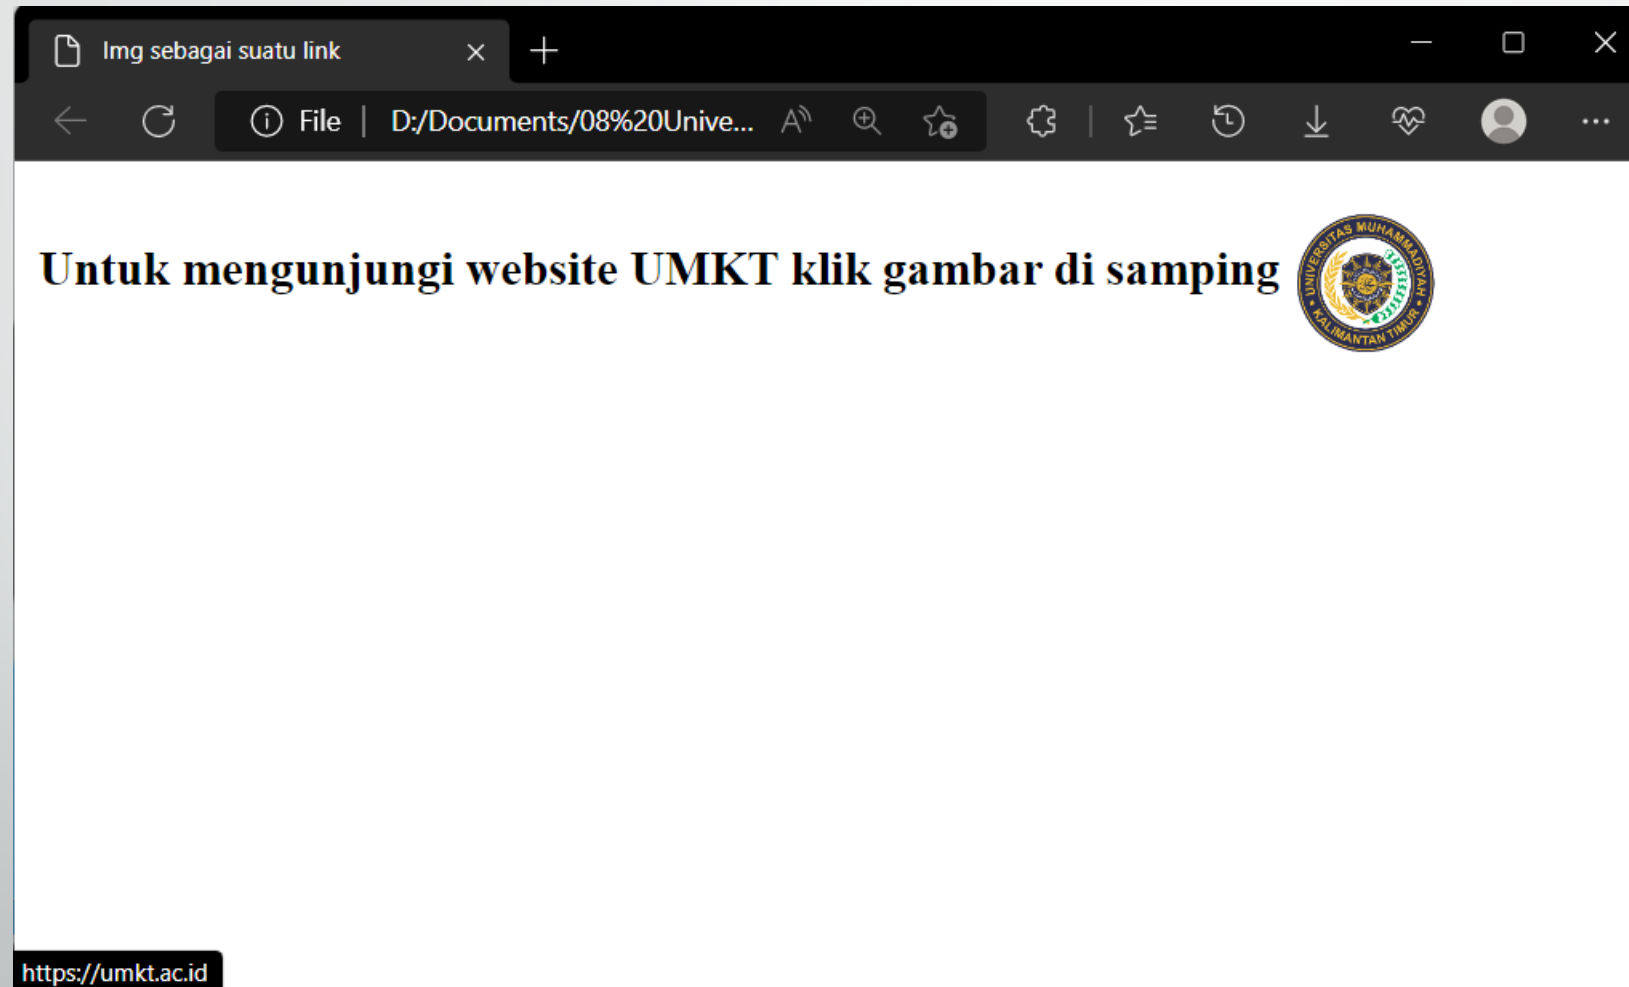 Img sebagai suatu link
File | D:/Documents/08%20Unive...
Untuk mengunjungi website UMKT klik gambar di samping
UNIVERSITAS MUHAMMADIYAH
KALIMANTAN TIMUR
https://umkt.ac.id